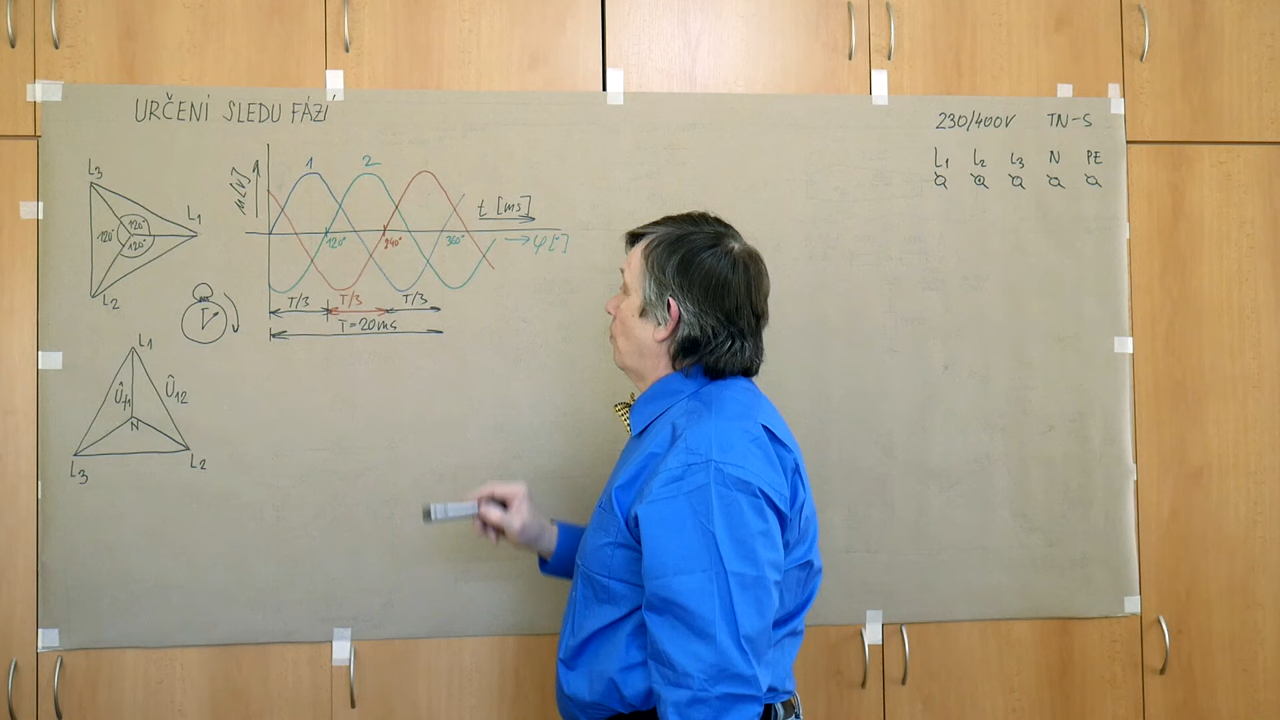 URČENÍ SLEDU FÁZÍ
230/400V TN-S
L1 L2 L3 N PE
L3
L1
L2
120°
120°
120°
u[V]
1 2
t [ms]
120° 240° 360° φ[°]
T/3 T/3 T/3
T=20ms
T
L1
Ûf1 Û12
N
L3 L2